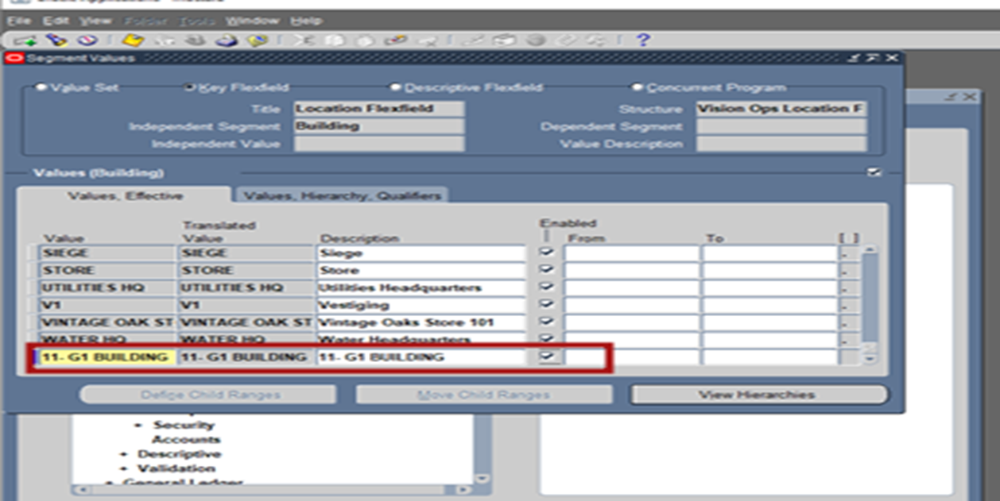 File Edit View Folder Tools Window Help
Segment Values
Value Set Key Flexfield Descriptive Flexfield Concurrent Program
Title Location Flexfield Structure Vision Ops Location F
Independent Segment Building Dependent Segment
Independent Value Value Description
Values (Building)
Values, Effective Values, Hierarchy, Qualifiers
Translated Enabled
Value Value Description From To [ ]
SIEGE SIEGE Siege
STORE STORE Store
UTILITIES HQ UTILITIES HQ Utilities Headquarters
V1 V1 Vestiging
VINTAGE OAK ST VINTAGE OAK ST Vintage Oaks Store 101
WATER HQ WATER HQ Water Headquarters
11- G1 BUILDING 11- G1 BUILDING 11- G1 BUILDING
Define Child Ranges Move Child Ranges View Hierarchies
Security
Accounts
Descriptive
Validation
General Ledger